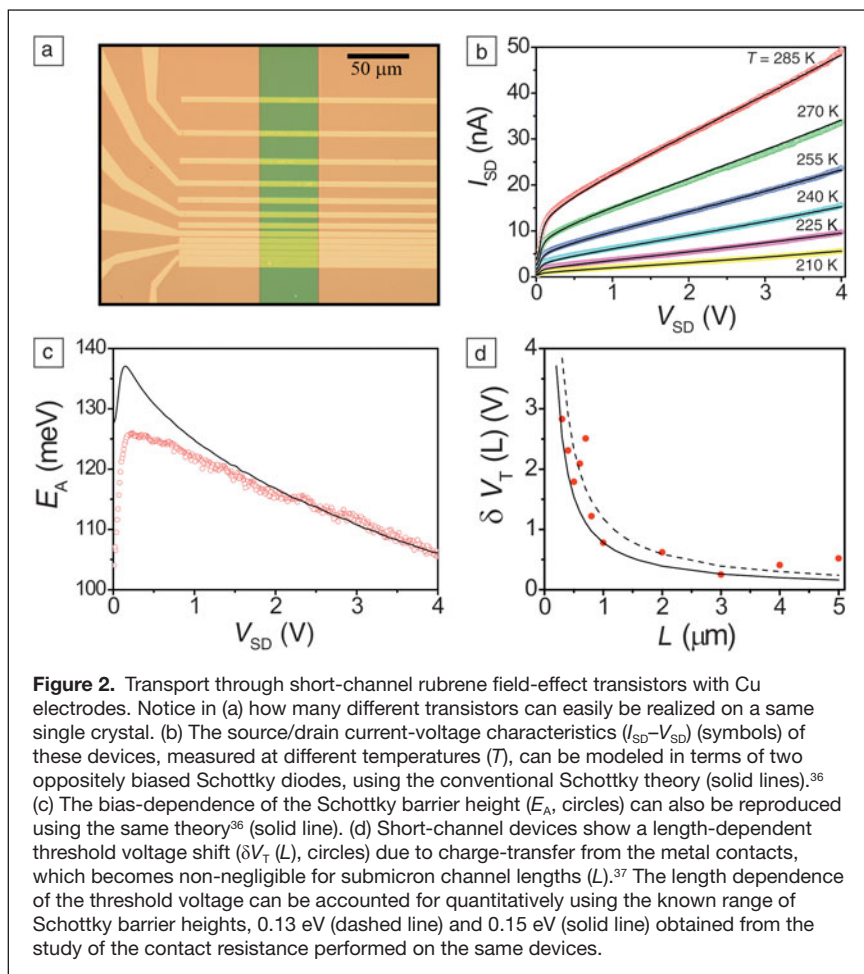 a
50 μm
b
50
40
30
20
10
0
I_SD (nA)
T = 285 K
270 K
255 K
240 K
225 K
210 K
0 1 2 3 4
V_SD (V)
c
140
130
120
110
100
E_A (meV)
0 1 2 3 4
V_SD (V)
d
4
3
2
1
0
δ V_T (L) (V)
0 1 2 3 4 5
L (μm)
Figure 2. Transport through short-channel rubrene field-effect transistors with Cu
electrodes. Notice in (a) how many different transistors can easily be realized on a same
single crystal. (b) The source/drain current-voltage characteristics (I_SD–V_SD) (symbols) of
these devices, measured at different temperatures (T), can be modeled in terms of two
oppositely biased Schottky diodes, using the conventional Schottky theory (solid lines).³⁶
(c) The bias-dependence of the Schottky barrier height (E_A, circles) can also be reproduced
using the same theory³⁶ (solid line). (d) Short-channel devices show a length-dependent
threshold voltage shift (δV_T (L), circles) due to charge-transfer from the metal contacts,
which becomes non-negligible for submicron channel lengths (L).³⁷ The length dependence
of the threshold voltage can be accounted for quantitatively using the known range of
Schottky barrier heights, 0.13 eV (dashed line) and 0.15 eV (solid line) obtained from the
study of the contact resistance performed on the same devices.